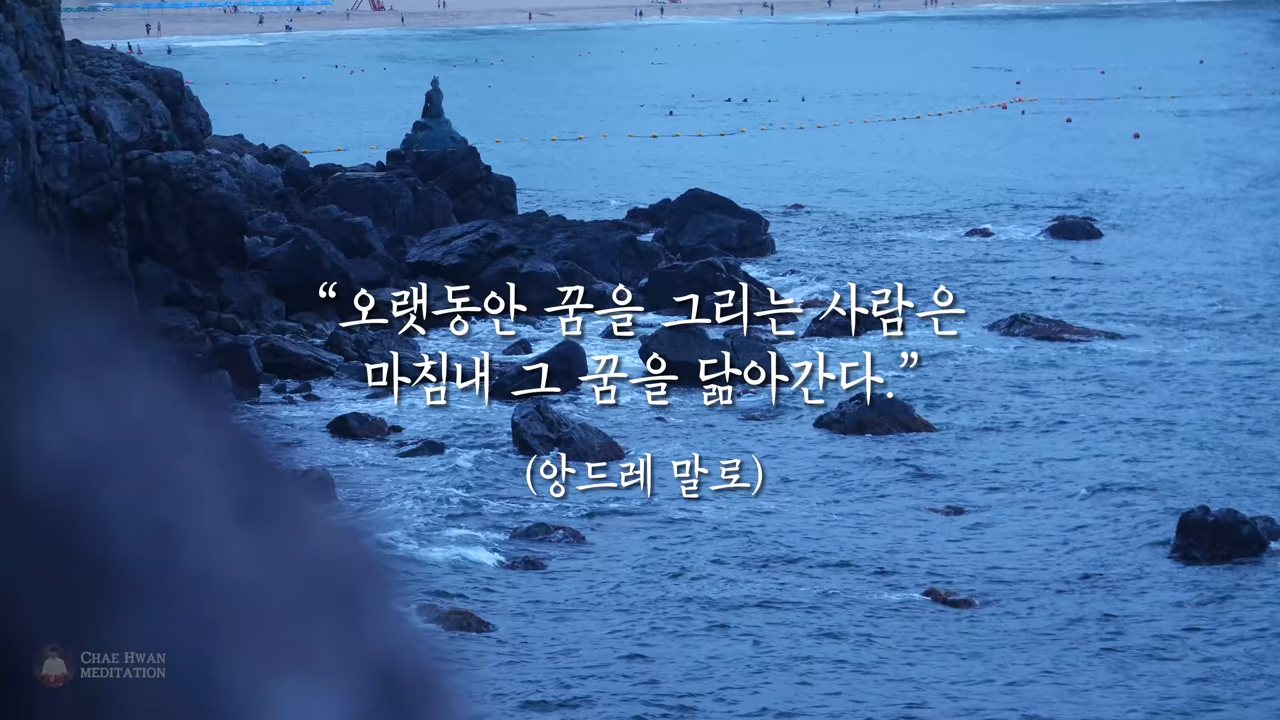 “오랫동안 꿈을 그리는 사람은
마침내 그 꿈을 닮아간다.”
(앙드레 말로)
CHAE HWAN
MEDITATION